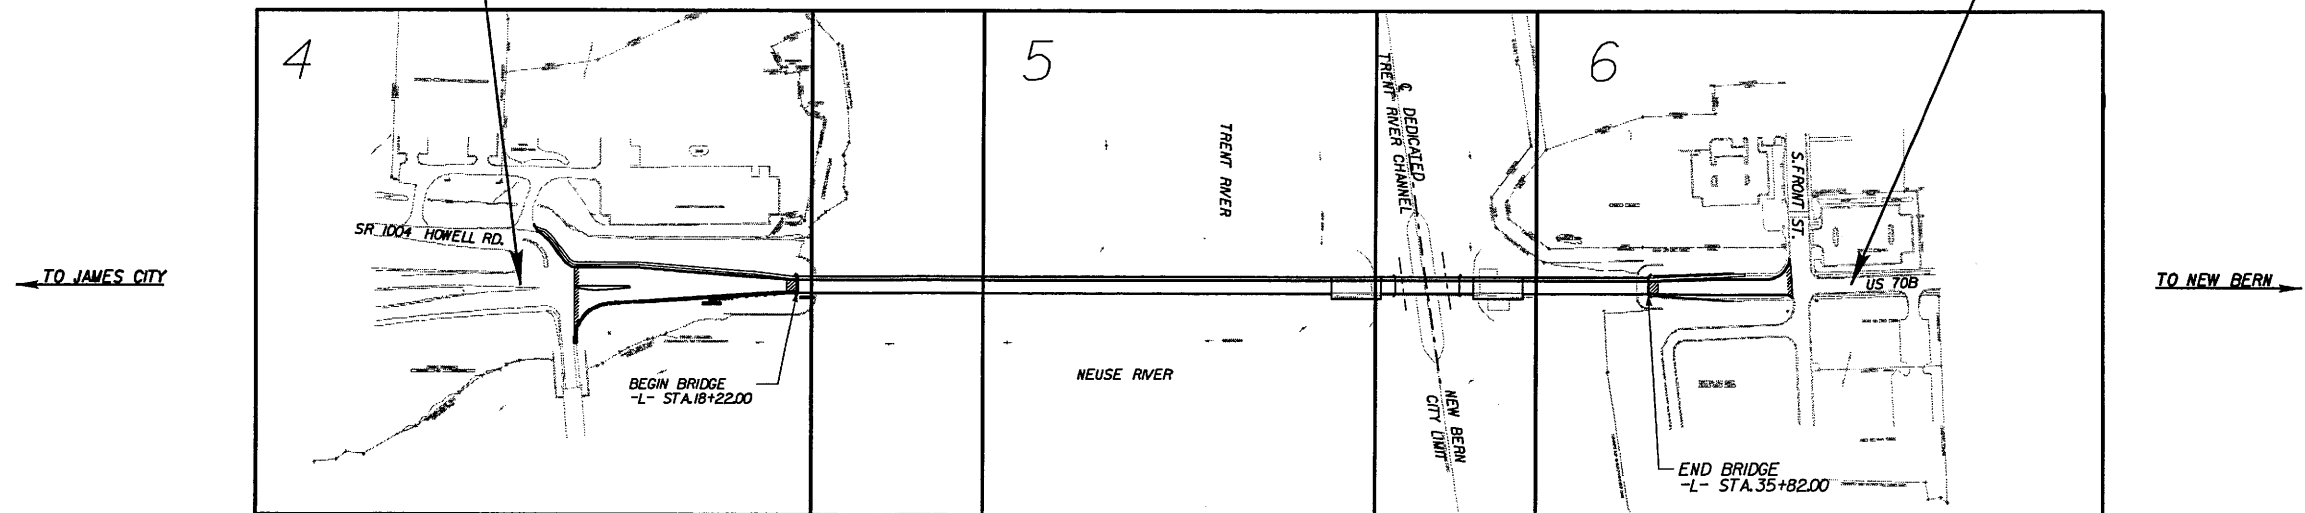 4
5
6
TRENT RIVER
℄ DEDICATED
TRENT RIVER CHANNEL
S. FRONT ST.
SR 1004 HOWELL RD.
TO JAMES CITY
US 70B
TO NEW BERN
BEGIN BRIDGE
-L- STA.18+22.00
NEUSE RIVER
NEW BERN
CITY LIMIT
END BRIDGE
-L- STA.35+82.00